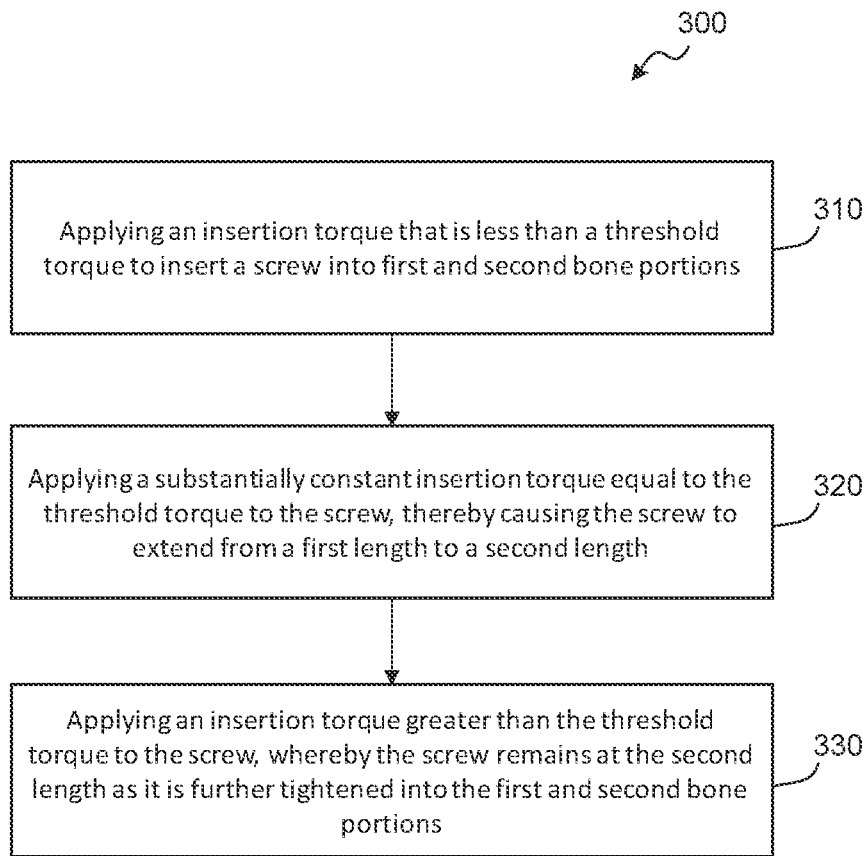 300
310
Applying an insertion torque that is less than a threshold
torque to insert a screw into first and second bone portions
320
Applying a substantially constant insertion torque equal to the
threshold torque to the screw, thereby causing the screw to
extend from a first length to a second length
330
Applying an insertion torque greater than the threshold
torque to the screw, whereby the screw remains at the second
length as it is further tightened into the first and second bone
portions